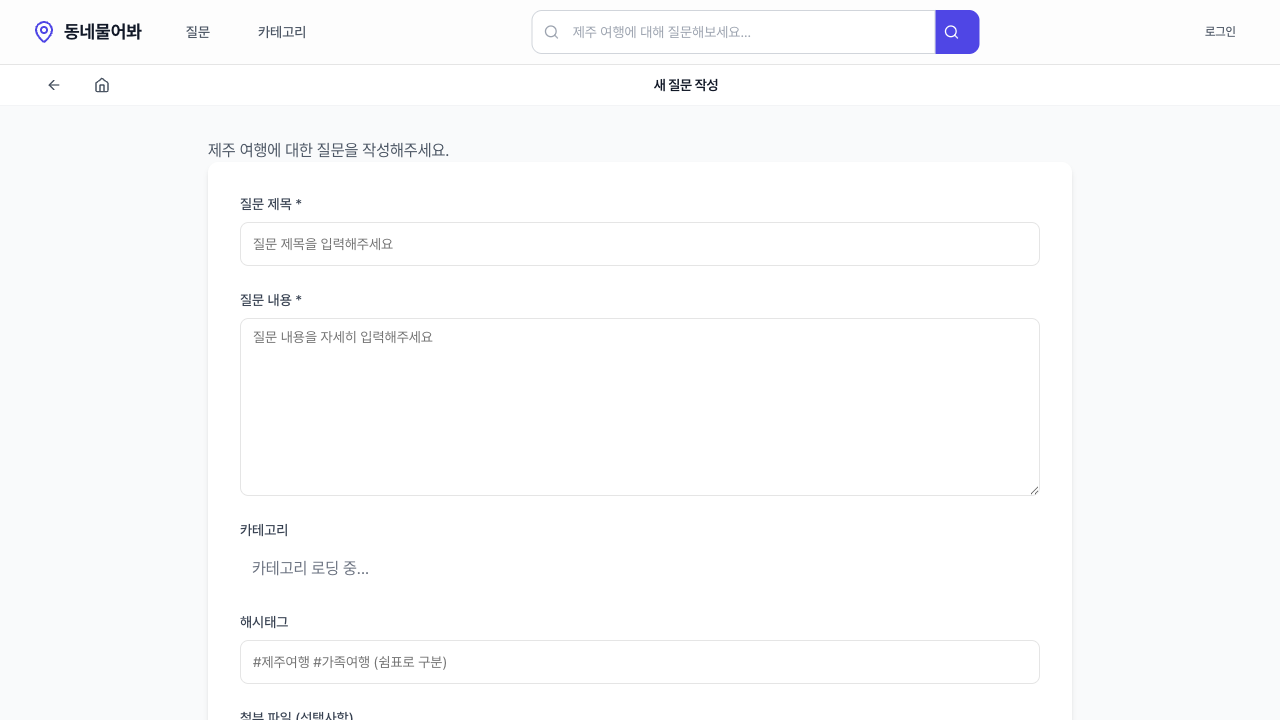 동네물어봐
질문
카테고리
제주 여행에 대해 질문해보세요...
로그인
새 질문 작성
제주 여행에 대한 질문을 작성해주세요.
질문 제목 *
질문 제목을 입력해주세요
질문 내용 *
질문 내용을 자세히 입력해주세요
카테고리
카테고리 로딩 중...
해시태그
#제주여행 #가족여행 (쉼표로 구분)
첨부 파일 (선택사항)